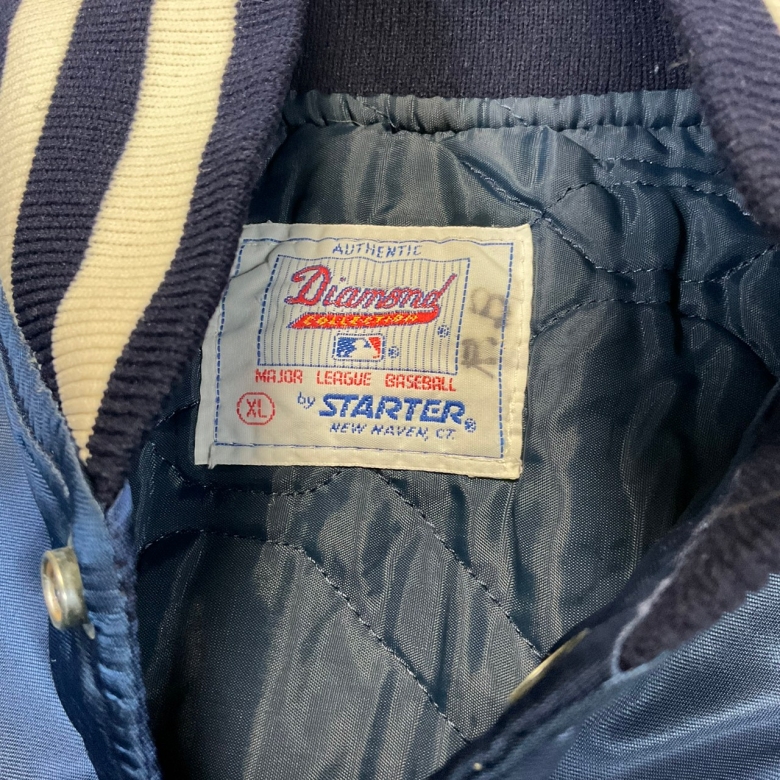 AUTHENTIC
Diamond
COLLECTION
®
MAJOR LEAGUE BASEBALL
XL
by STARTER®
NEW HAVEN, CT.